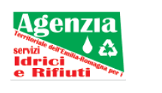 Agenzia
Territoriale dell'Emilia-Romagna per i
servizi
Idrici
e Rifiuti